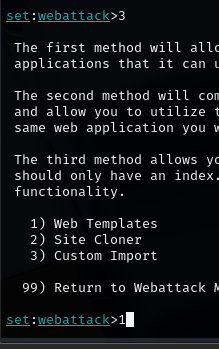 set:webattack>3
The first method will allo
applications that it can u
The second method will com
and allow you to utilize t
same web application you w
The third method allows yo
should only have an index.
functionality.
1) Web Templates
2) Site Cloner
3) Custom Import
99) Return to Webattack M
set:webattack>1